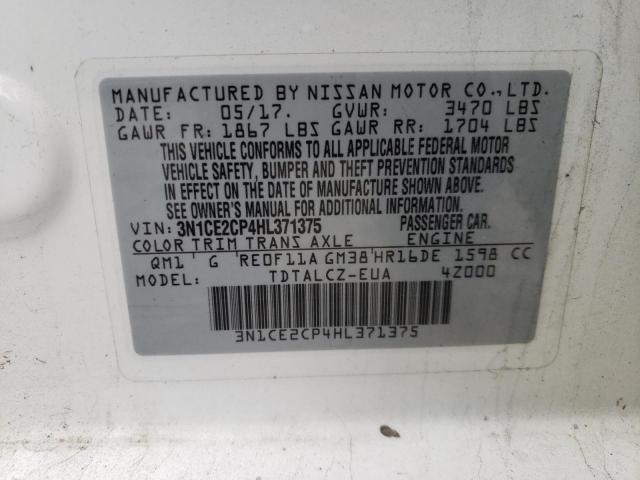 MANUFACTURED BY NISSAN MOTOR CO., LTD.
DATE: 05/17. GVWR: 3470 LBS
GAWR FR: 1867 LBS GAWR RR: 1704 LBS
THIS VEHICLE CONFORMS TO ALL APPLICABLE FEDERAL MOTOR
VEHICLE SAFETY, BUMPER AND THEFT PREVENTION STANDARDS
IN EFFECT ON THE DATE OF MANUFACTURE SHOWN ABOVE.
SEE OWNER'S MANUAL FOR ADDITIONAL INFORMATION.
VIN: 3N1CE2CP4HL371375 PASSENGER CAR.
COLOR TRIM TRANS AXLE ENGINE
QM1 G RE0F11A GM38 HR16DE 1598 CC
MODEL: TDTALCZ-EUA 4Z000
3N1CE2CP4HL371375